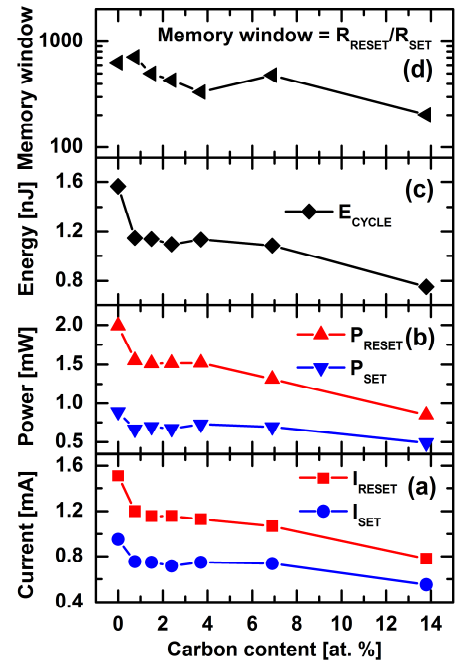 Memory window
1000
100
Memory window = R_RESET/R_SET
(d)
Energy [nJ]
1.6
1.2
0.8
(c)
E_CYCLE
Power [mW]
2.0
1.5
1.0
0.5
P_RESET
(b)
P_SET
Current [mA]
1.6
1.2
0.8
0.4
I_RESET
(a)
I_SET
0 2 4 6 8 10 12 14
Carbon content [at. %]